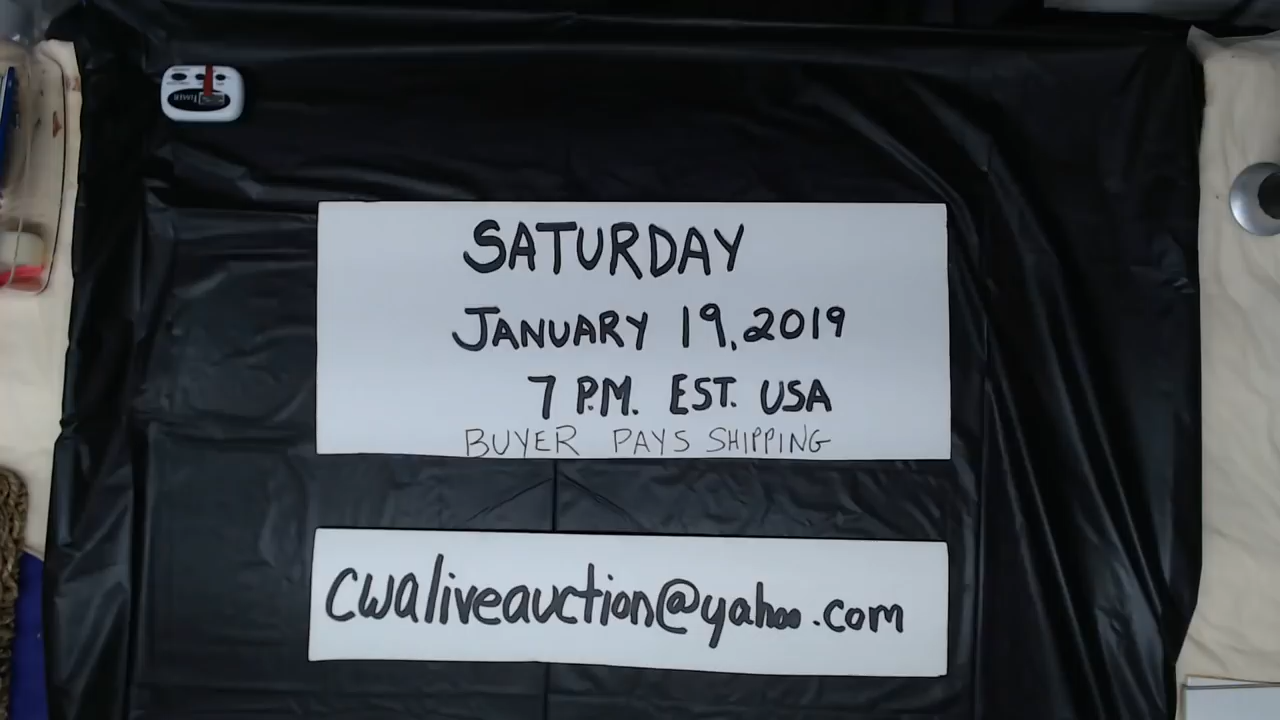 SATURDAY
JANUARY 19, 2019
7 P.M. EST. USA
BUYER PAYS SHIPPING
cwaliveauction@yahoo.com